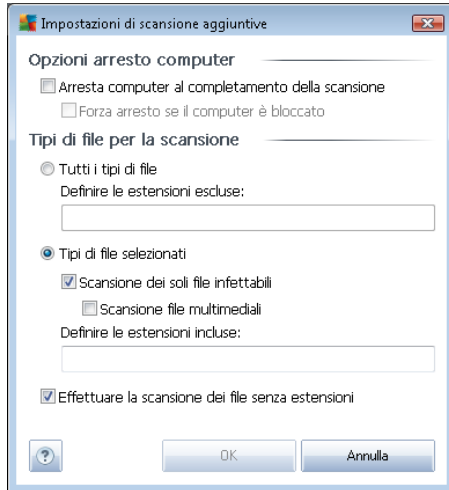 Impostazioni di scansione aggiuntive
Opzioni arresto computer
Arresta computer al completamento della scansione
Forza arresto se il computer è bloccato
Tipi di file per la scansione
Tutti i tipi di file
Definire le estensioni escluse:
Tipi di file selezionati
Scansione dei soli file infettabili
Scansione file multimediali
Definire le estensioni incluse:
Effettuare la scansione dei file senza estensioni
?
OK
Annulla